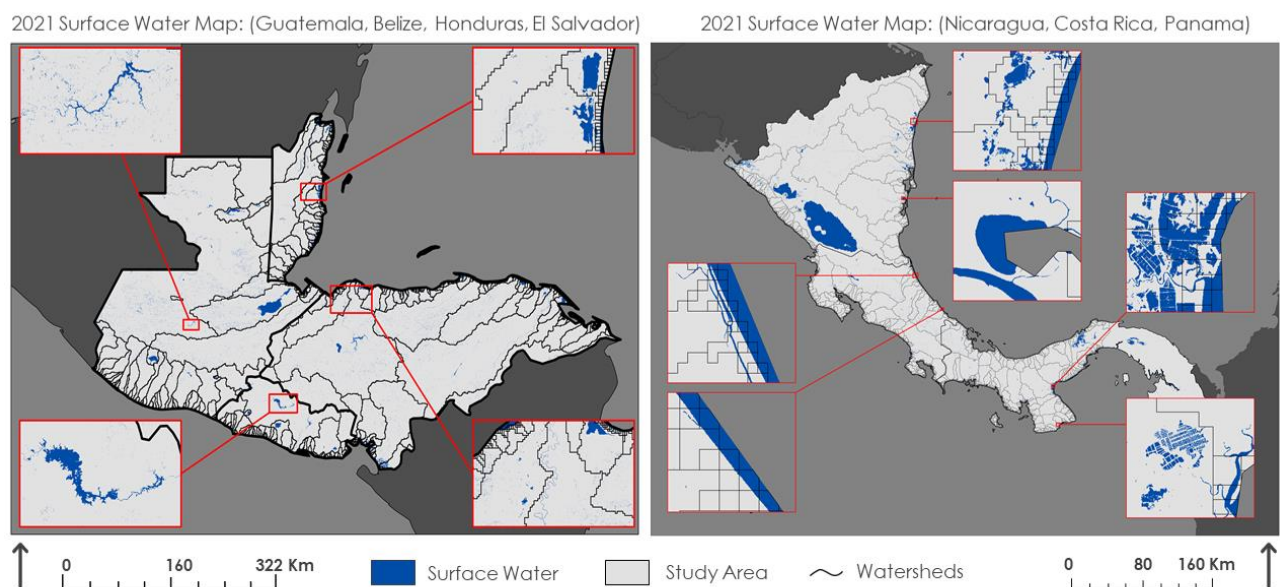 2021 Surface Water Map: (Guatemala, Belize, Honduras, El Salvador)
2021 Surface Water Map: (Nicaragua, Costa Rica, Panama)
0 160 322 Km
Surface Water
Study Area
Watersheds
0 80 160 Km